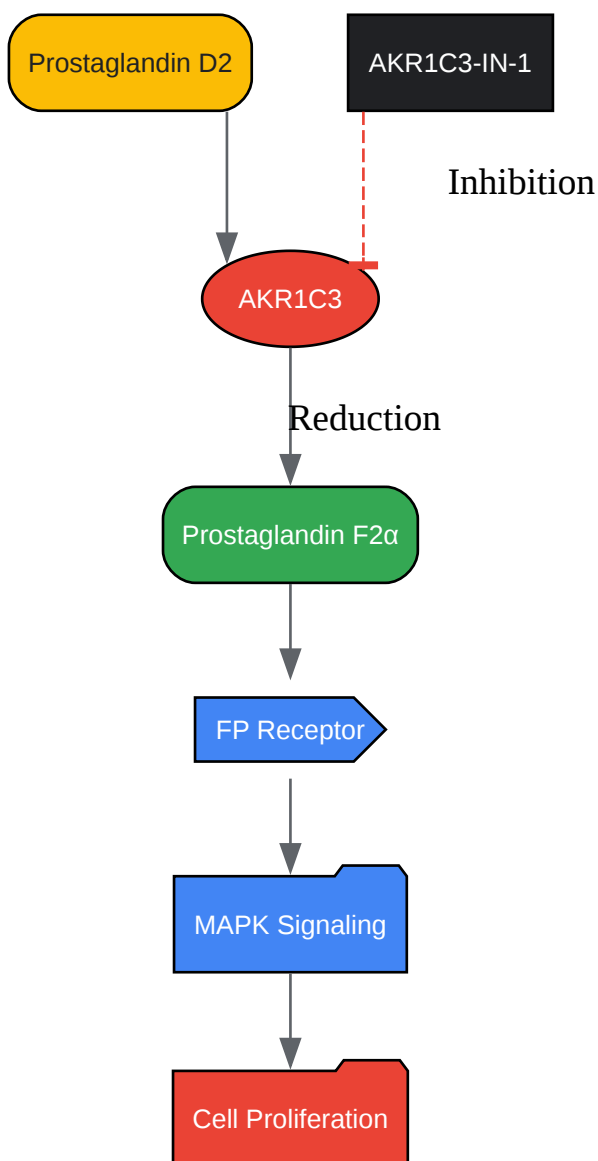 Prostaglandin D2
AKR1C3-IN-1
Inhibition
AKR1C3
Reduction
Prostaglandin F2α
FP Receptor
MAPK Signaling
Cell Proliferation